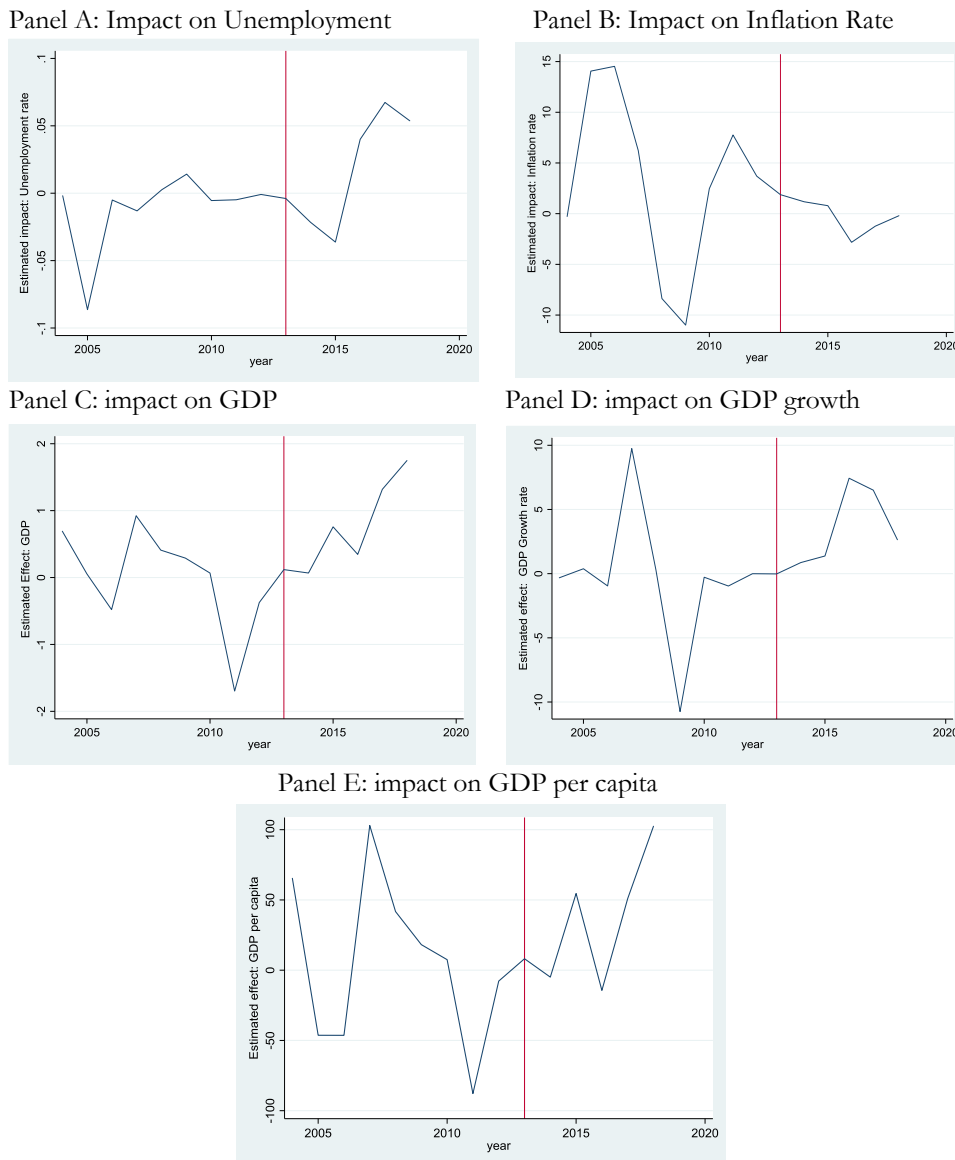 Panel A: Impact on Unemployment
Panel B: Impact on Inflation Rate
Estimated impact: Unemployment rate
.1
.05
0
-.05
-.1
2005 2010 2015 2020
year
Estimated impact: Inflation rate
15
10
5
0
-5
-10
2005 2010 2015 2020
year
Panel C: impact on GDP
Panel D: impact on GDP growth
Estimated Effect: GDP
2
1
0
-1
-2
2005 2010 2015 2020
year
Estimated effect: GDP Growth rate
10
5
0
-5
-10
2005 2010 2015 2020
year
Panel E: impact on GDP per capita
Estimated effect: GDP per capita
100
50
0
-50
-100
2005 2010 2015 2020
year